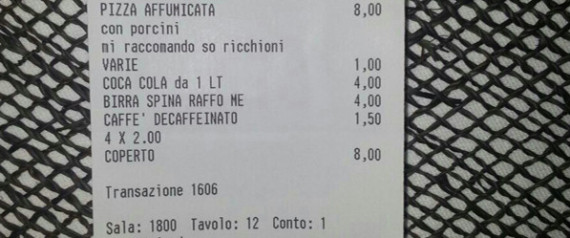 PIZZA AFFUMICATA 8,00
con porcini
mi raccomando so ricchioni
VARIE 1,00
COCA COLA da 1 LT 4,00
BIRRA SPINA RAFFO ME 4,00
CAFFE' DECAFFEINATO 1,50
4 X 2.00
COPERTO 8,00
Transazione 1606
Sala: 1800 Tavolo: 12 Conto: 1